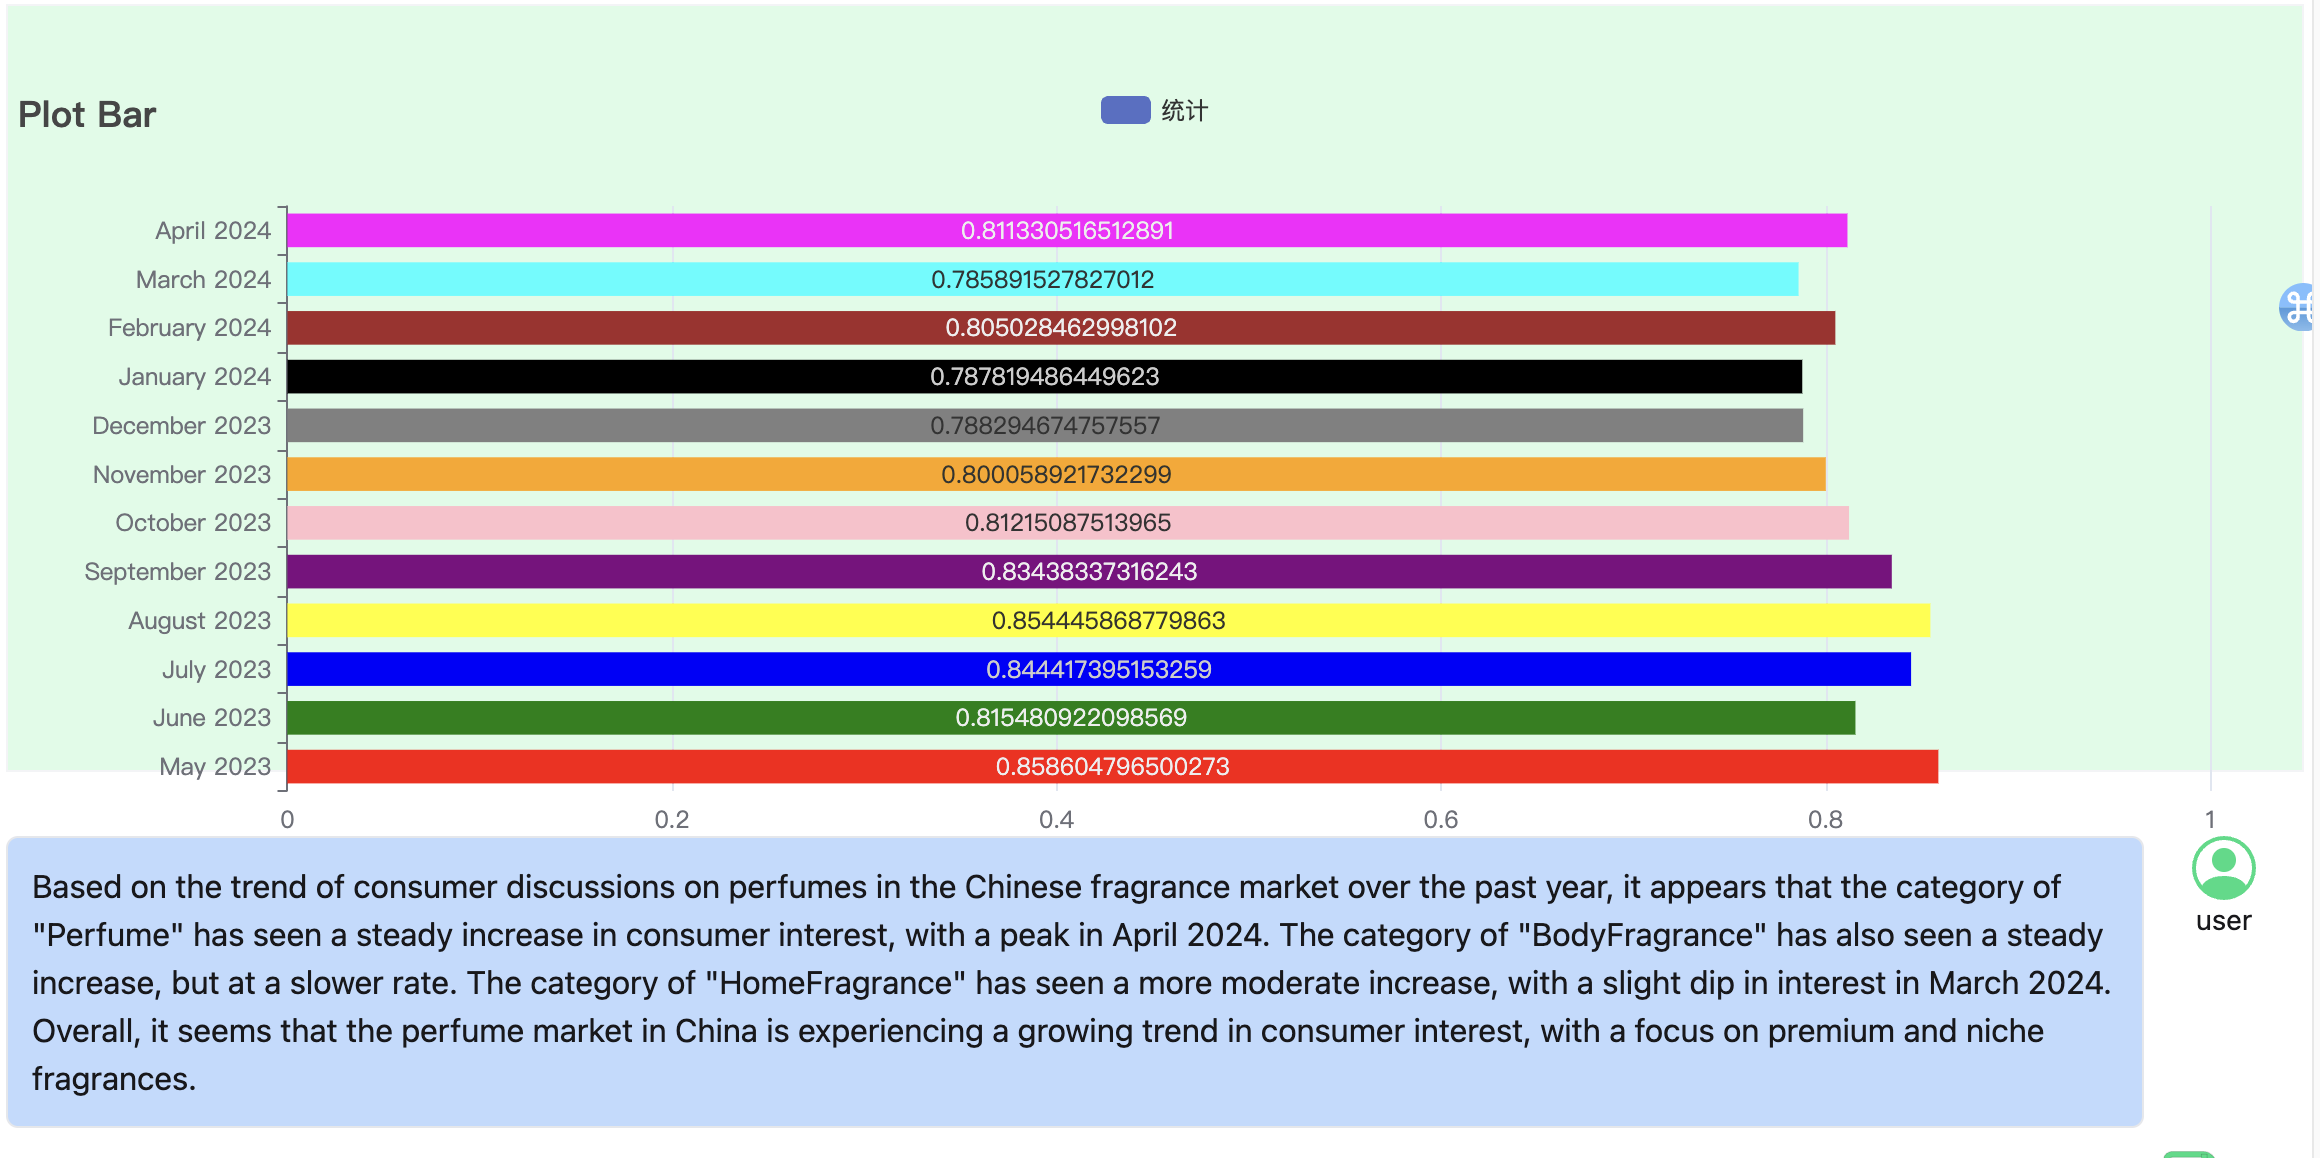 Plot Bar
统计
April 2024
0.811330516512891
March 2024
0.785891527827012
February 2024
0.805028462998102
January 2024
0.787819486449623
December 2023
0.788294674757557
November 2023
0.800058921732299
October 2023
0.81215087513965
September 2023
0.83438337316243
August 2023
0.854445868779863
July 2023
0.844417395153259
June 2023
0.815480922098569
May 2023
0.858604796500273
0 0.2 0.4 0.6 0.8 1
Based on the trend of consumer discussions on perfumes in the Chinese fragrance market over the past year, it appears that the category of
"Perfume" has seen a steady increase in consumer interest, with a peak in April 2024. The category of "BodyFragrance" has also seen a steady
increase, but at a slower rate. The category of "HomeFragrance" has seen a more moderate increase, with a slight dip in interest in March 2024.
Overall, it seems that the perfume market in China is experiencing a growing trend in consumer interest, with a focus on premium and niche
fragrances.
user